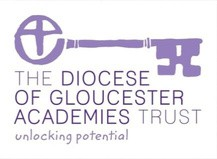 THE DIOCESE
OF GLOUCESTER
ACADEMIES TRUST
unlocking potential